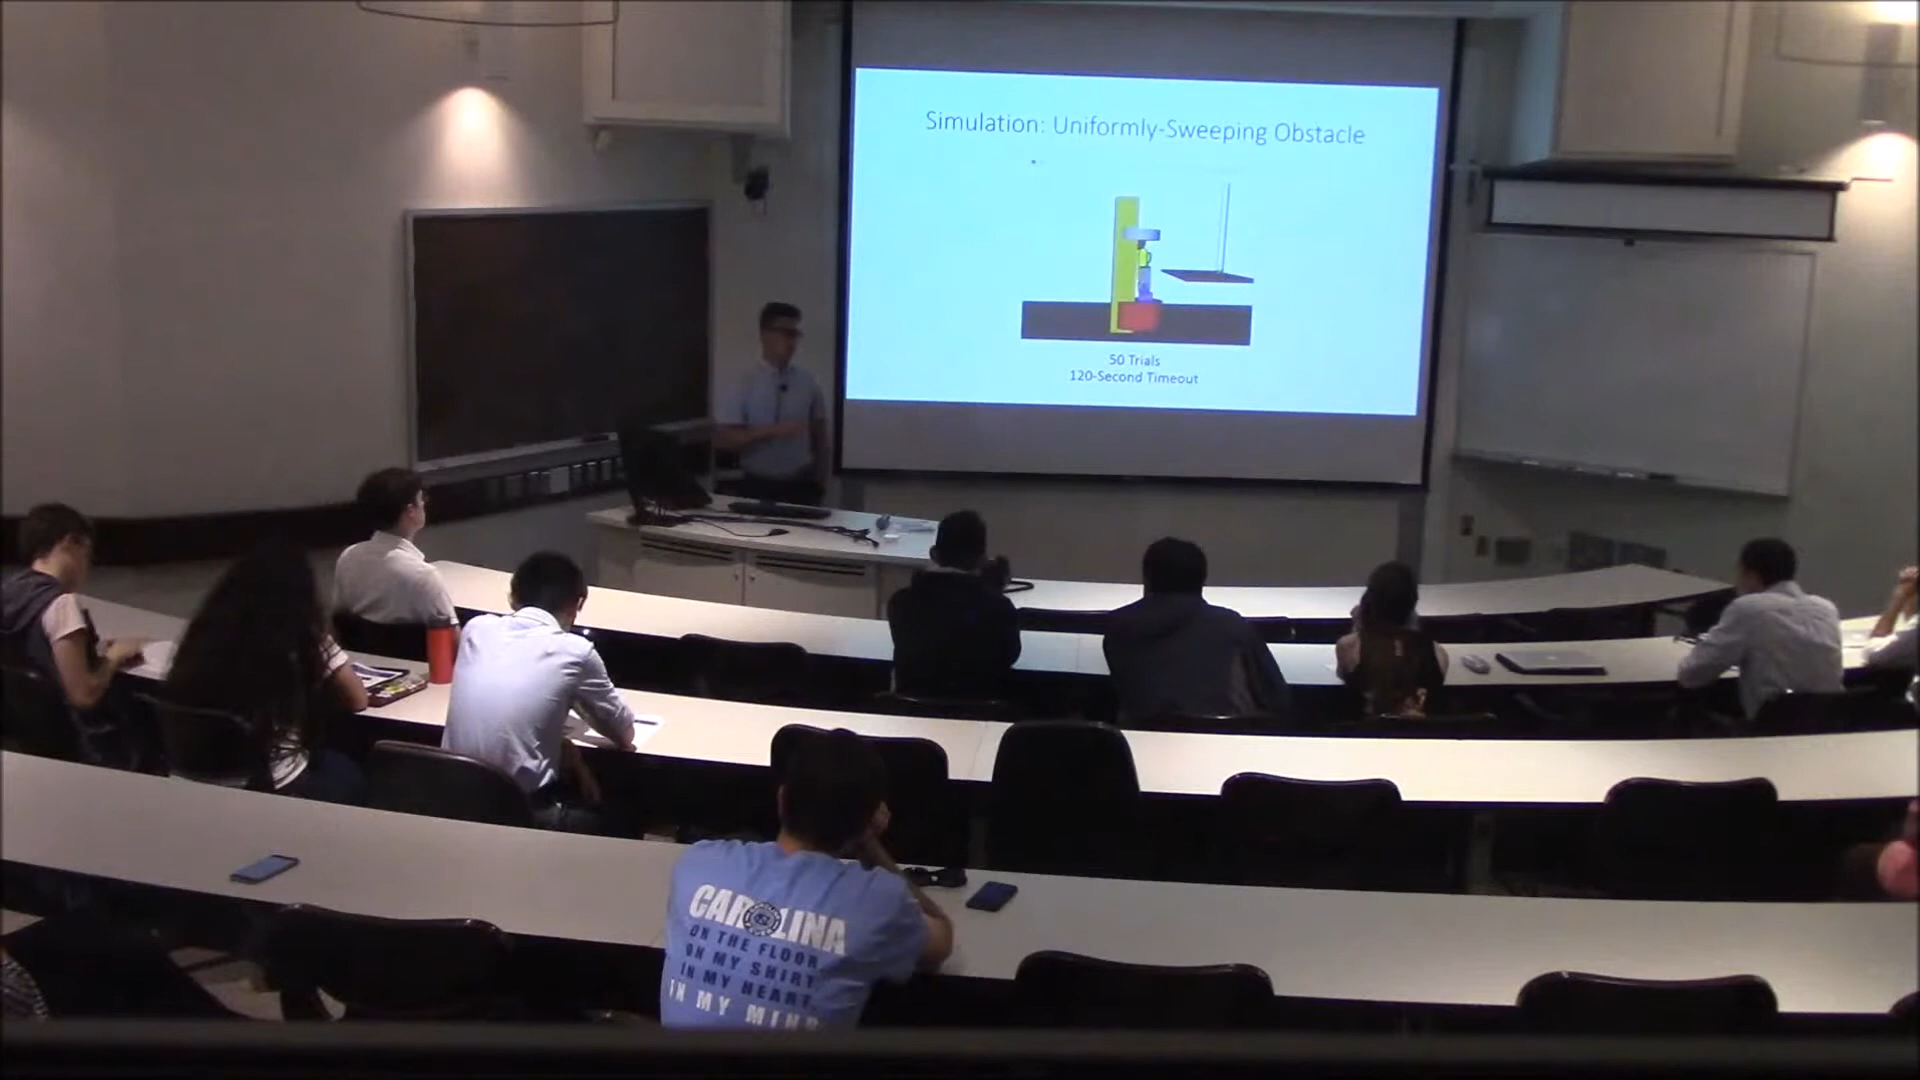 Simulation: Uniformly-Sweeping Obstacle
50 Trials
120-Second Timeout
CAROLINA
ON THE FLOOR
ON MY SHIRT
IN MY HEART
IN MY MIND